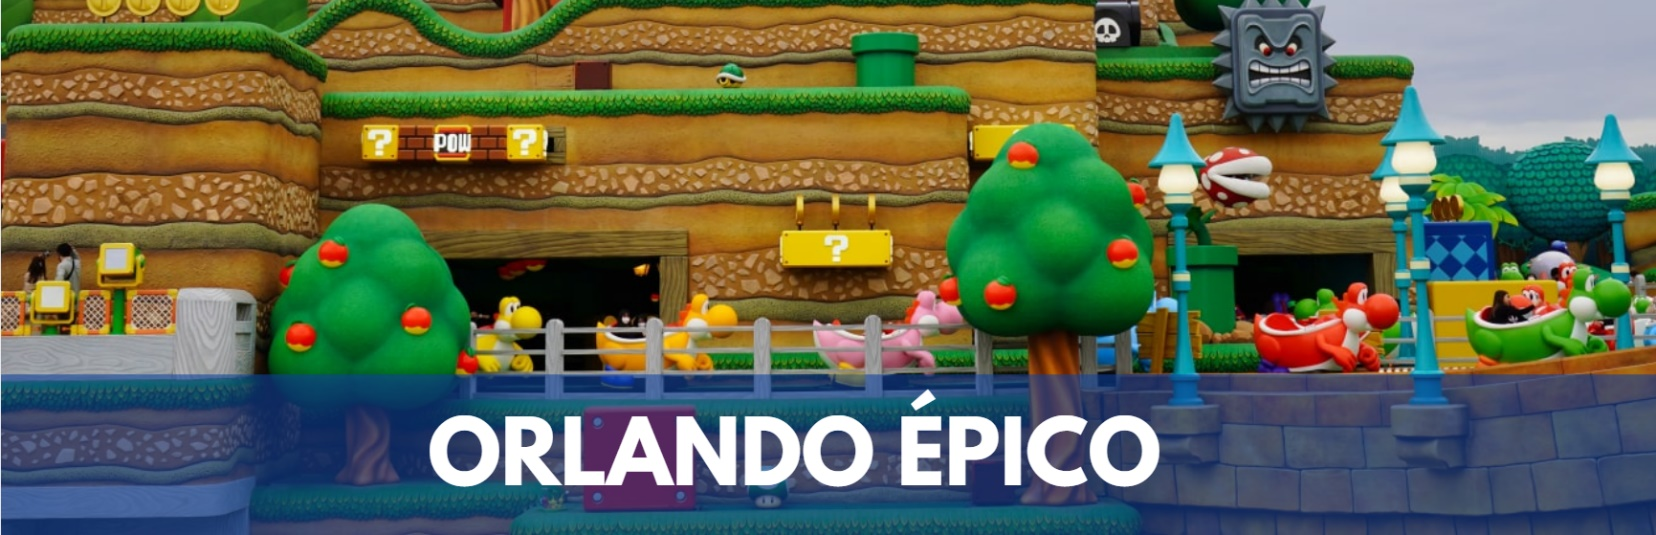 ? POW ?
?
ORLANDO ÉPICO